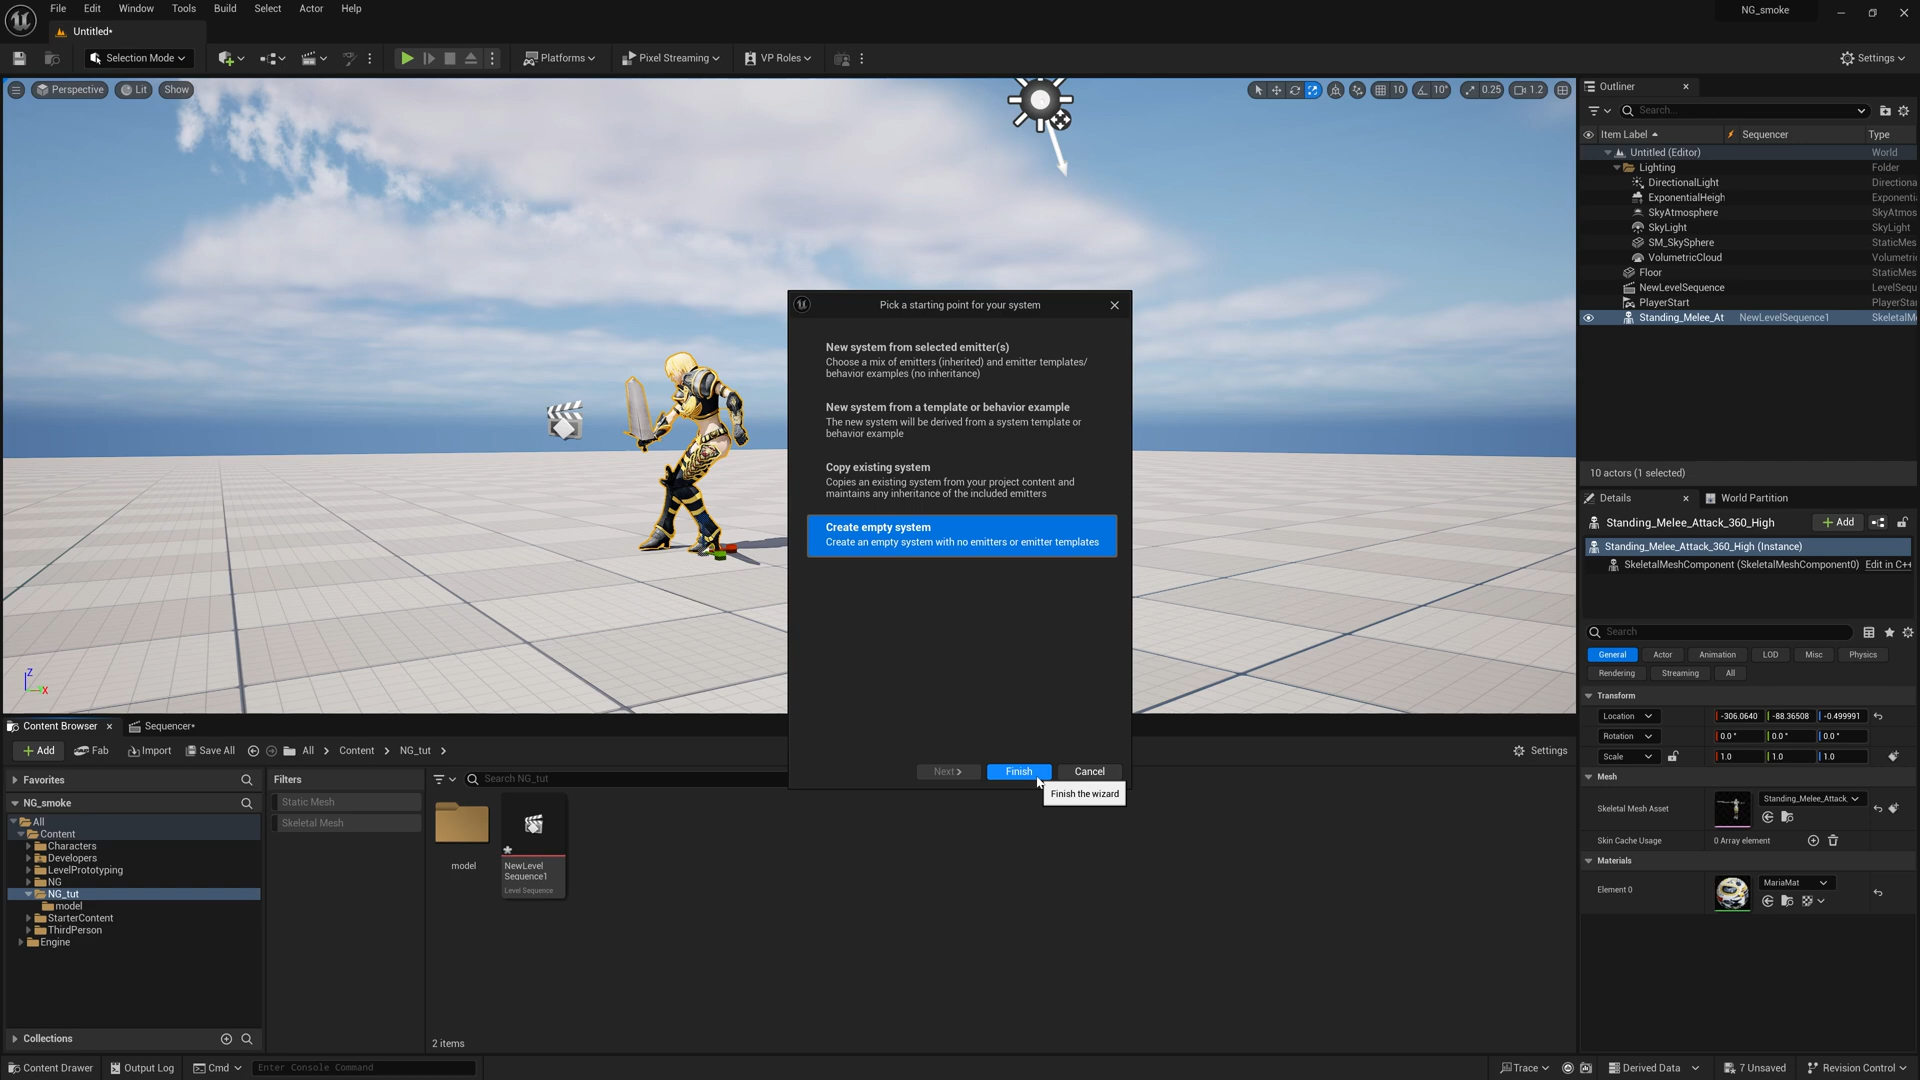 File Edit Window Tools Build Select Actor Help
NG_smoke
Untitled*
Selection Mode
Platforms
Pixel Streaming
VP Roles
Settings
Perspective
Lit
Show
10
10°
0.25
1.2
Z
X
Outliner
Search...
Item Label
Sequencer
Type
Untitled (Editor) World
Lighting Folder
DirectionalLight Directiona
ExponentialHeigh Exponenti
SkyAtmosphere SkyAtmos
SkyLight SkyLight
SM_SkySphere StaticMes
VolumetricCloud Volumetri
Floor StaticMes
NewLevelSequence LevelSequ
PlayerStart PlayerSta
Standing_Melee_At NewLevelSequence1 SkeletalM
10 actors (1 selected)
Pick a starting point for your system
New system from selected emitter(s)
Choose a mix of emitters (inherited) and emitter templates/
behavior examples (no inheritance)
New system from a template or behavior example
The new system will be derived from a system template or
behavior example
Copy existing system
Copies an existing system from your project content and
maintains any inheritance of the included emitters
Create empty system
Create an empty system with no emitters or emitter templates
Next
Finish
Cancel
Finish the wizard
Details
World Partition
Standing_Melee_Attack_360_High
Add
Standing_Melee_Attack_360_High (Instance)
SkeletalMeshComponent (SkeletalMeshComponent0) Edit in C++
Search
General Actor Animation LOD Misc Physics
Rendering Streaming All
Transform
Location -306.0640 -88.36508 -0.499991
Rotation 0.0° 0.0° 0.0°
Scale 1.0 1.0 1.0
Mesh
Skeletal Mesh Asset
Standing_Melee_Attack_
Skin Cache Usage
0 Array element
Materials
Element 0
MariaMat
Content Browser
Sequencer*
Add
Fab
Import
Save All
All
Content
NG_tut
Settings
Favorites
NG_smoke
All
Content
Characters
Developers
LevelPrototyping
NG
NG_tut
model
StarterContent
ThirdPerson
Engine
Collections
Filters
Static Mesh
Skeletal Mesh
Search NG_tut
model
NewLevel
Sequence1
Level Sequence
2 items
Content Drawer
Output Log
Cmd
Enter Console Command
Trace
Derived Data
7 Unsaved
Revision Control